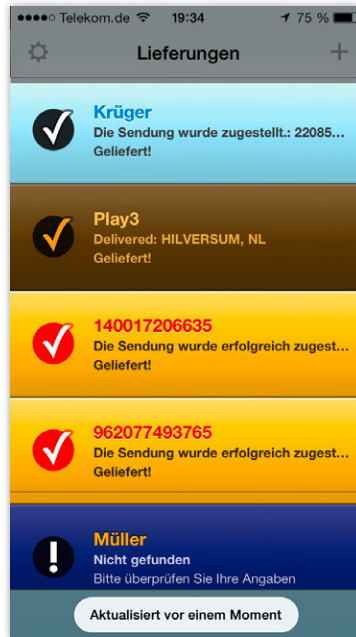 Telekom.de 19:34 75 %
Lieferungen
Krüger
Die Sendung wurde zugestellt.: 22085...
Geliefert!
Play3
Delivered: HILVERSUM, NL
Geliefert!
140017206635
Die Sendung wurde erfolgreich zugest...
Geliefert!
962077493765
Die Sendung wurde erfolgreich zugest...
Geliefert!
Müller
Nicht gefunden
Bitte überprüfen Sie Ihre Angaben
Aktualisiert vor einem Moment